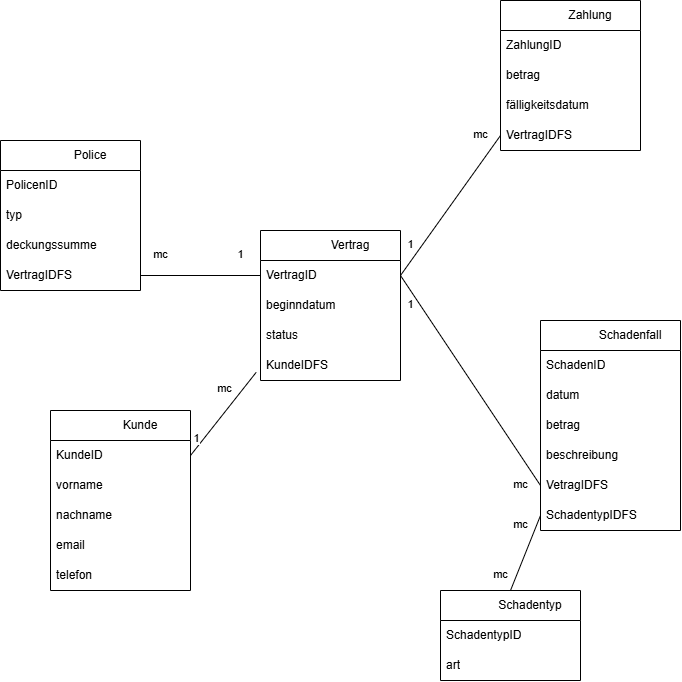 Zahlung
ZahlungID
betrag
fälligkeitsdatum
VertragIDFS
mc
Police
PolicenID
typ
deckungssumme
VertragIDFS
mc
1
Vertrag
VertragID
beginndatum
status
KundeIDFS
1
1
mc
Kunde
KundeID
vorname
nachname
email
telefon
1
Schadenfall
SchadenID
datum
betrag
beschreibung
VetragIDFS
SchadentypIDFS
mc
mc
mc
Schadentyp
SchadentypID
art